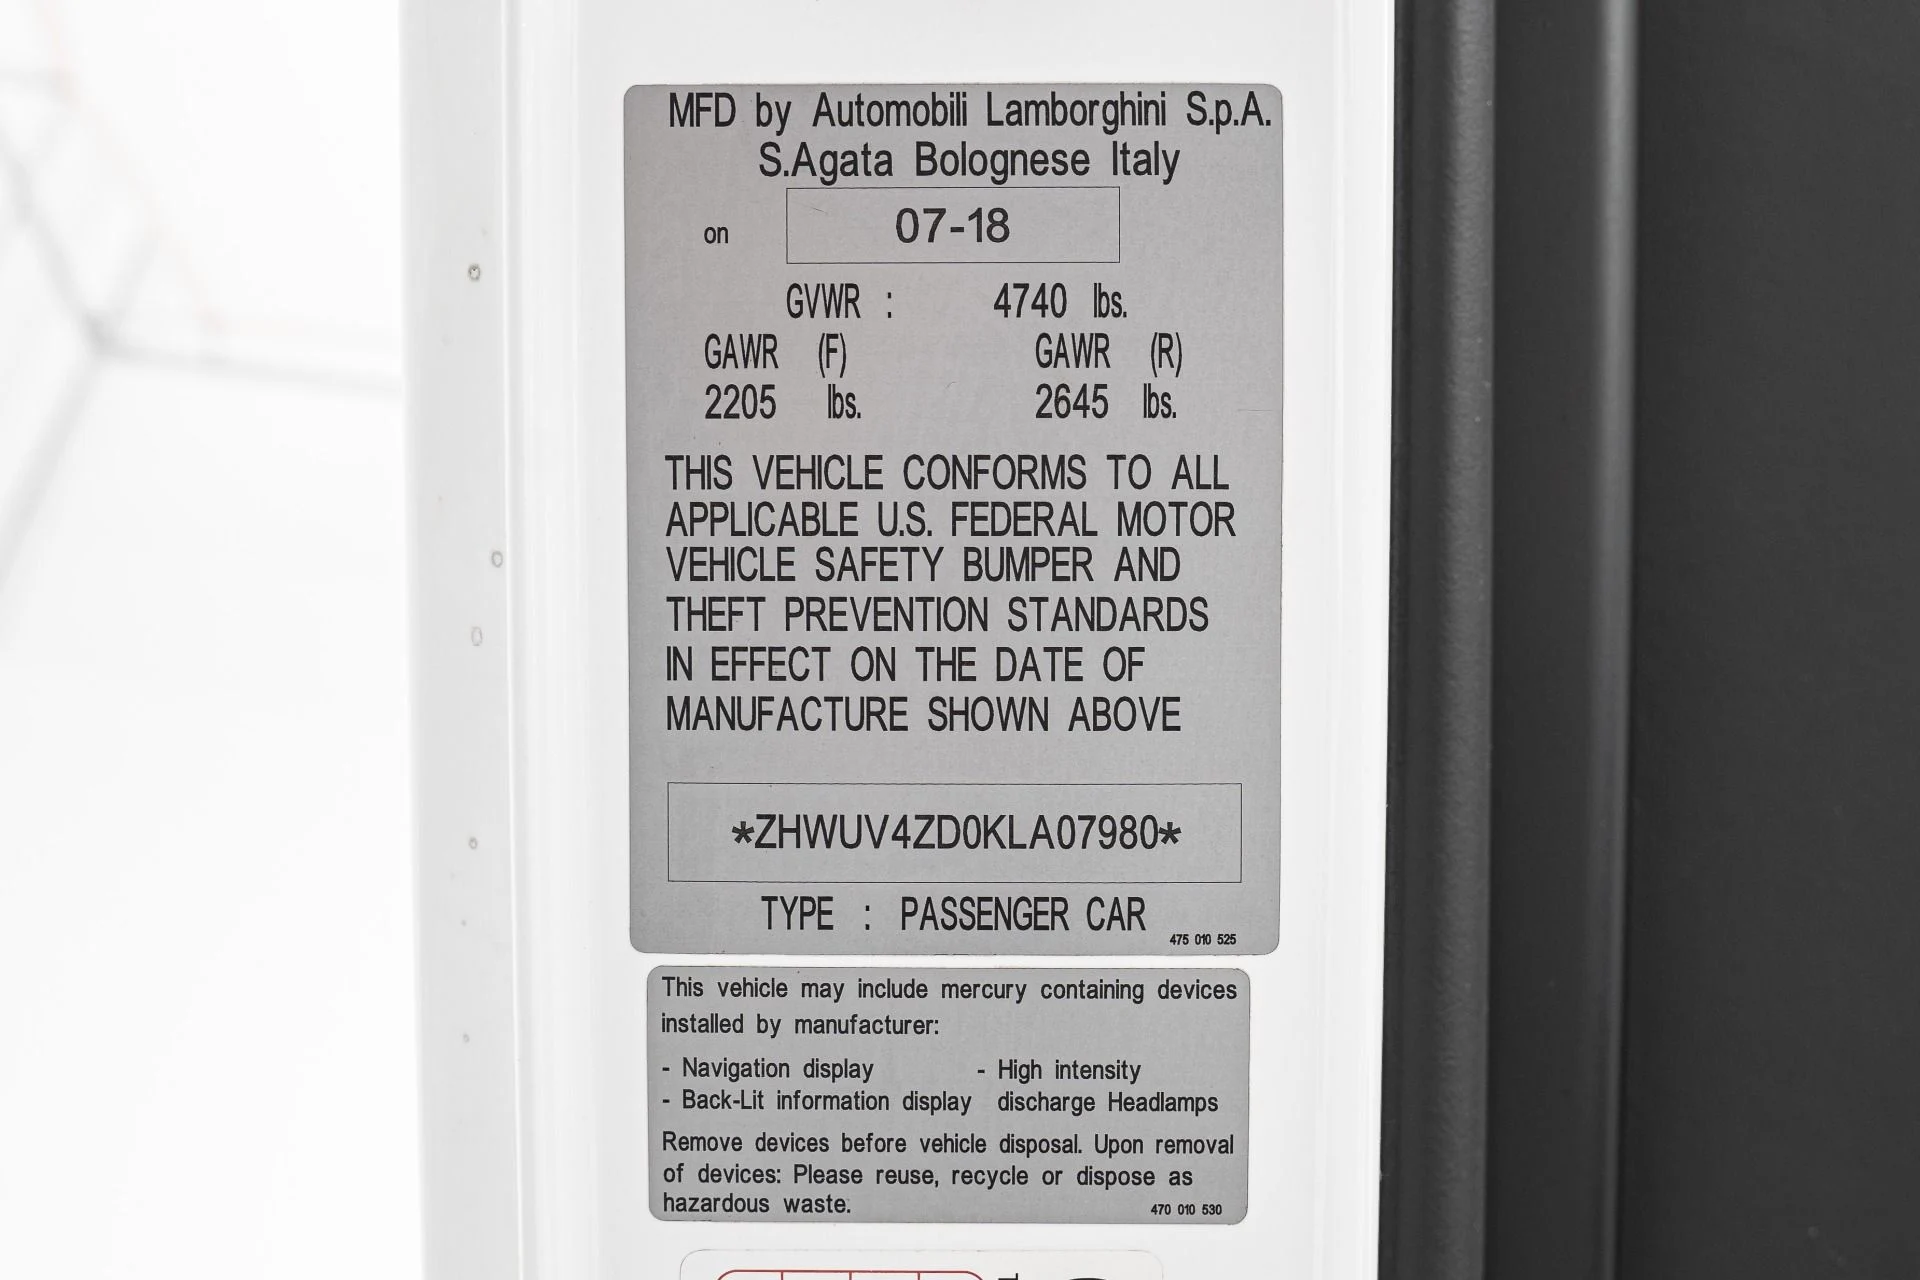 MFD by Automobili Lamborghini S.p.A.
S.Agata Bolognese Italy
on 07-18
GVWR : 4740 lbs.
GAWR (F) GAWR (R)
2205 lbs. 2645 lbs.
THIS VEHICLE CONFORMS TO ALL
APPLICABLE U.S. FEDERAL MOTOR
VEHICLE SAFETY BUMPER AND
THEFT PREVENTION STANDARDS
IN EFFECT ON THE DATE OF
MANUFACTURE SHOWN ABOVE
*ZHWUV4ZD0KLA07980*
TYPE : PASSENGER CAR
475 010 525
This vehicle may include mercury containing devices
installed by manufacturer:
- Navigation display - High intensity
- Back-Lit information display discharge Headlamps
Remove devices before vehicle disposal. Upon removal
of devices: Please reuse, recycle or dispose as
hazardous waste.
470 010 530